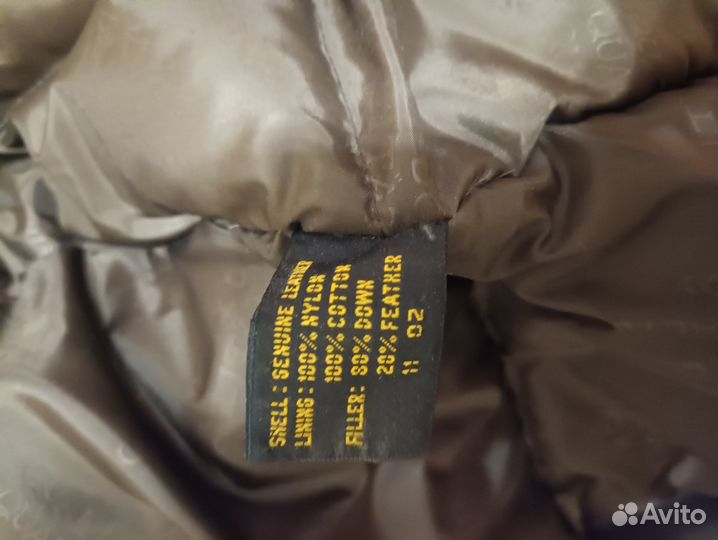 SHELL : GENUINE LEATHER
LINING : 100% NYLON
100% COTTON
FILLER: 80% DOWN
20% FEATHER
11 02
Avito